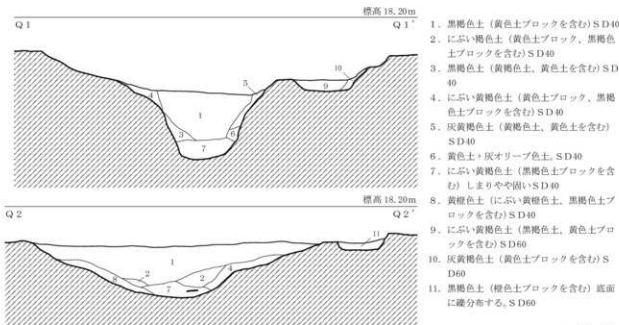 標高18.20m
Q1
Q1'
4
5
10
9
1
3
6
7
標高18.20m
Q2
Q2'
11
1
8
2
2
4
7
1. 黒褐色土（黄色土ブロックを含む）SD40
2. にぶい褐色土（黄色土ブロック、黒褐色
土ブロックを含む）SD40
3. 黒褐色土（黄褐色土、黄色土を含む）SD
40
4. にぶい黄褐色土（黄色土ブロック、黒褐
色土ブロックを含む）SD40
5. 灰黄褐色土（黄褐色土、黄色土を含む）
SD40
6. 黄色土＋灰オリーブ色土。SD40
7. にぶい黄褐色土（黒褐色土ブロックを含
む）しまりやや固いSD40
8. 黄橙色土（にぶい黄橙色土、黒褐色土ブ
ロックを含む）SD40
9. にぶい黄褐色土（黒褐色土、黄色土ブロ
ックを含む）SD60
10. 灰黄褐色土（黄色土ブロックを含む）S
D60
11. 黒褐色土（橙色土ブロックを含む）底面
に礫分布する。SD60